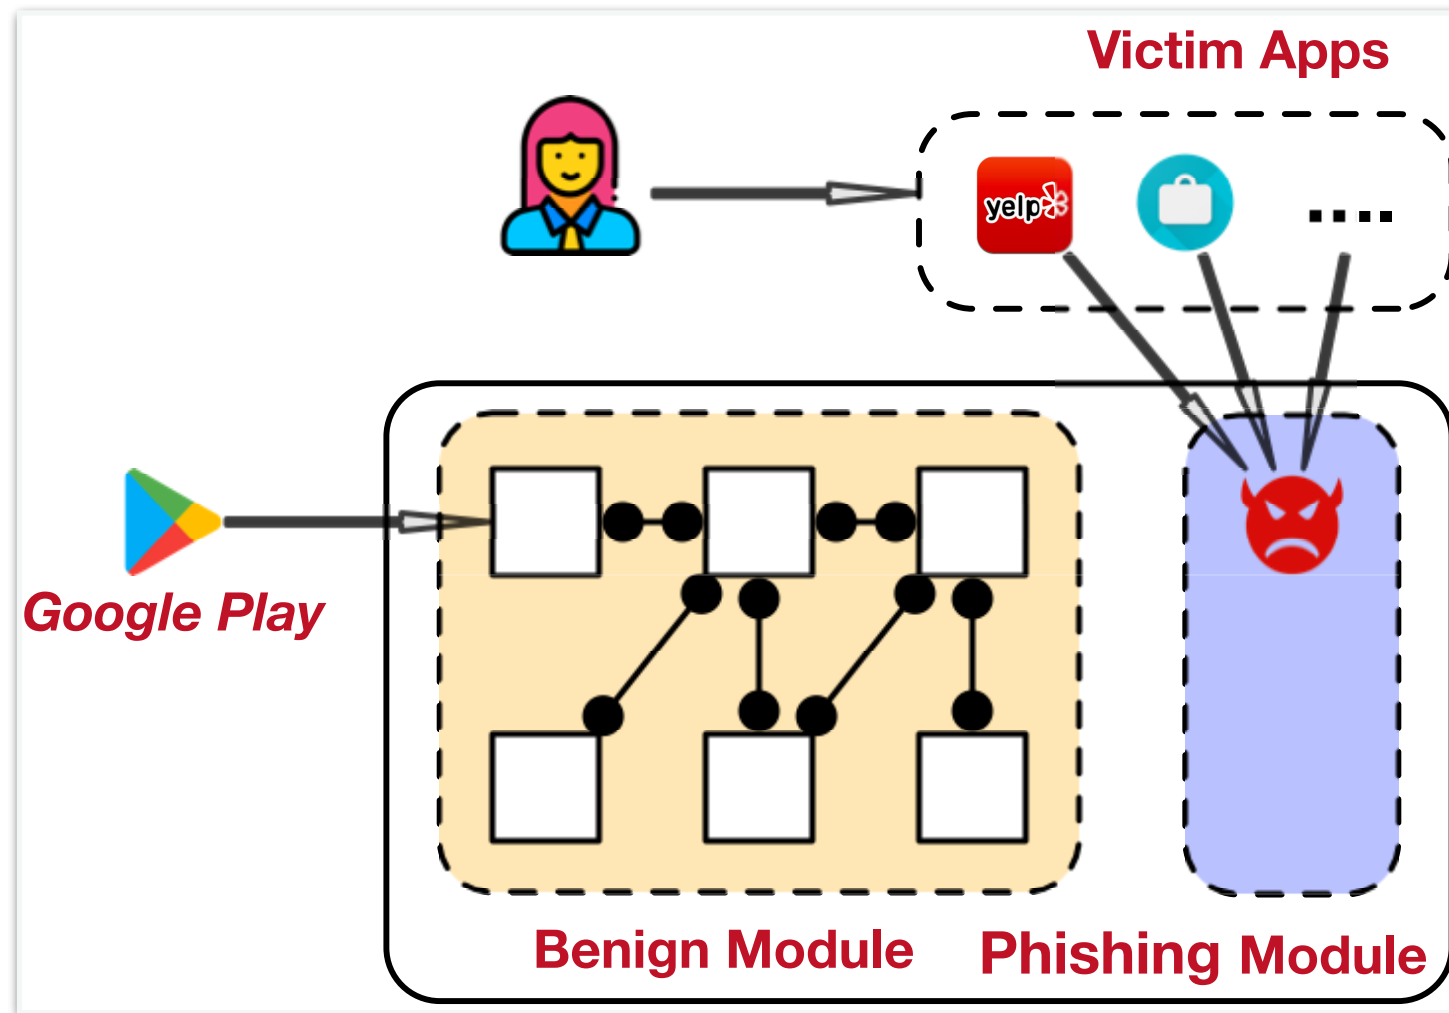 Victim Apps
yelp
.....
Google Play
Benign Module
Phishing Module